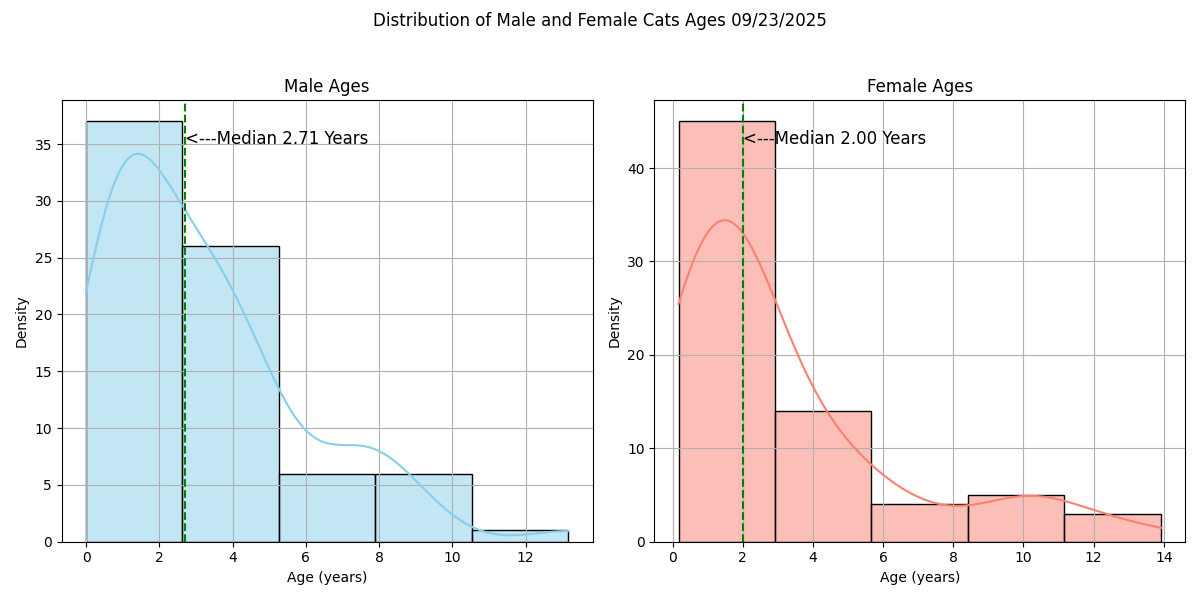 Distribution of Male and Female Cats Ages 09/23/2025
Male Ages
<---Median 2.71 Years
Density
35
30
25
20
15
10
5
0
0 2 4 6 8 10 12
Age (years)
Female Ages
<---Median 2.00 Years
Density
40
30
20
10
0
0 2 4 6 8 10 12 14
Age (years)